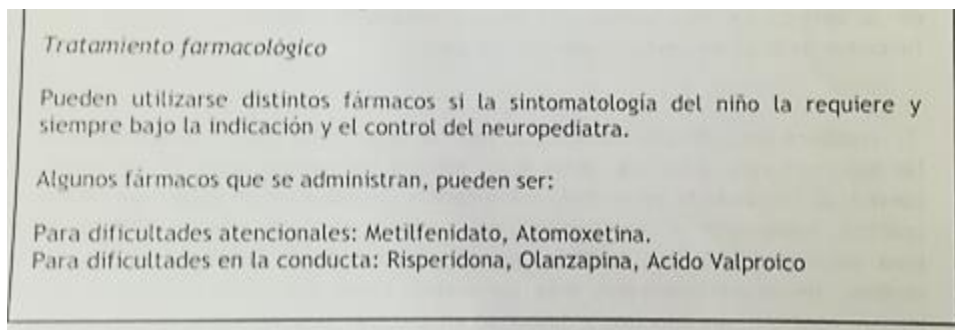 Tratamiento farmacológico
Pueden utilizarse distintos fármacos si la sintomatología del niño la requiere y
siempre bajo la indicación y el control del neuropediatra.
Algunos fármacos que se administran, pueden ser:
Para dificultades atencionales: Metilfenidato, Atomoxetina.
Para dificultades en la conducta: Risperidona, Olanzapina, Acido Valproico